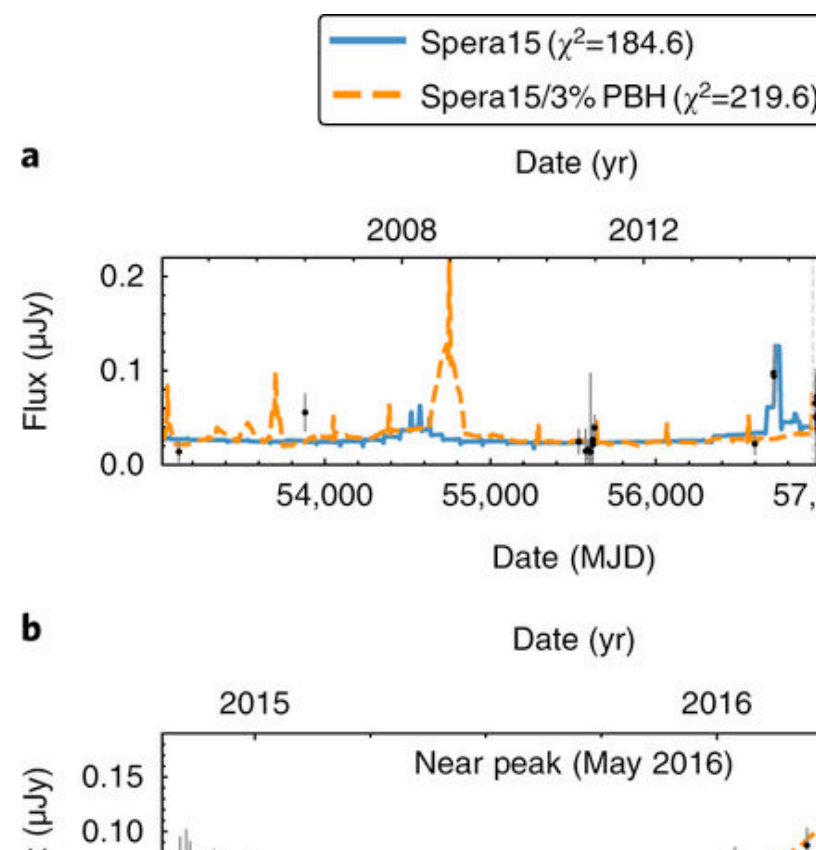 Spera15 (χ²=184.6)
Spera15/3% PBH (χ²=219.6)
a
Date (yr)
2008 2012
Flux (μJy)
0.2
0.1
0.0
54,000 55,000 56,000 57,
Date (MJD)
b
Date (yr)
2015 2016
Near peak (May 2016)
(μJy)
0.15
0.10